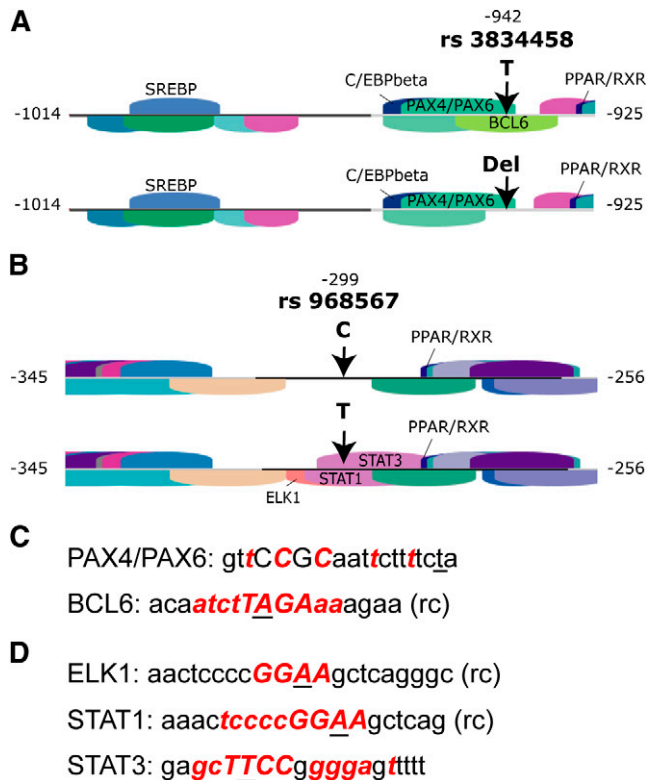 A
-942
rs 3834458
T
SREBP
C/EBPbeta
PPAR/RXR
PAX4/PAX6
-1014
-925
BCL6
Del
SREBP
C/EBPbeta
PPAR/RXR
-1014
PAX4/PAX6
-925
B
-299
rs 968567
C
PPAR/RXR
-345
-256
T
PPAR/RXR
STAT3
-345
-256
STAT1
ELK1
C
PAX4/PAX6: gttCCGCaattctttcta
BCL6: acaatctTAGAaaagaa (rc)
D
ELK1: aactccccGGAAgctcagggc (rc)
STAT1: aaactccccGGAAgctcag (rc)
STAT3: gagcTTCCggggagttttt